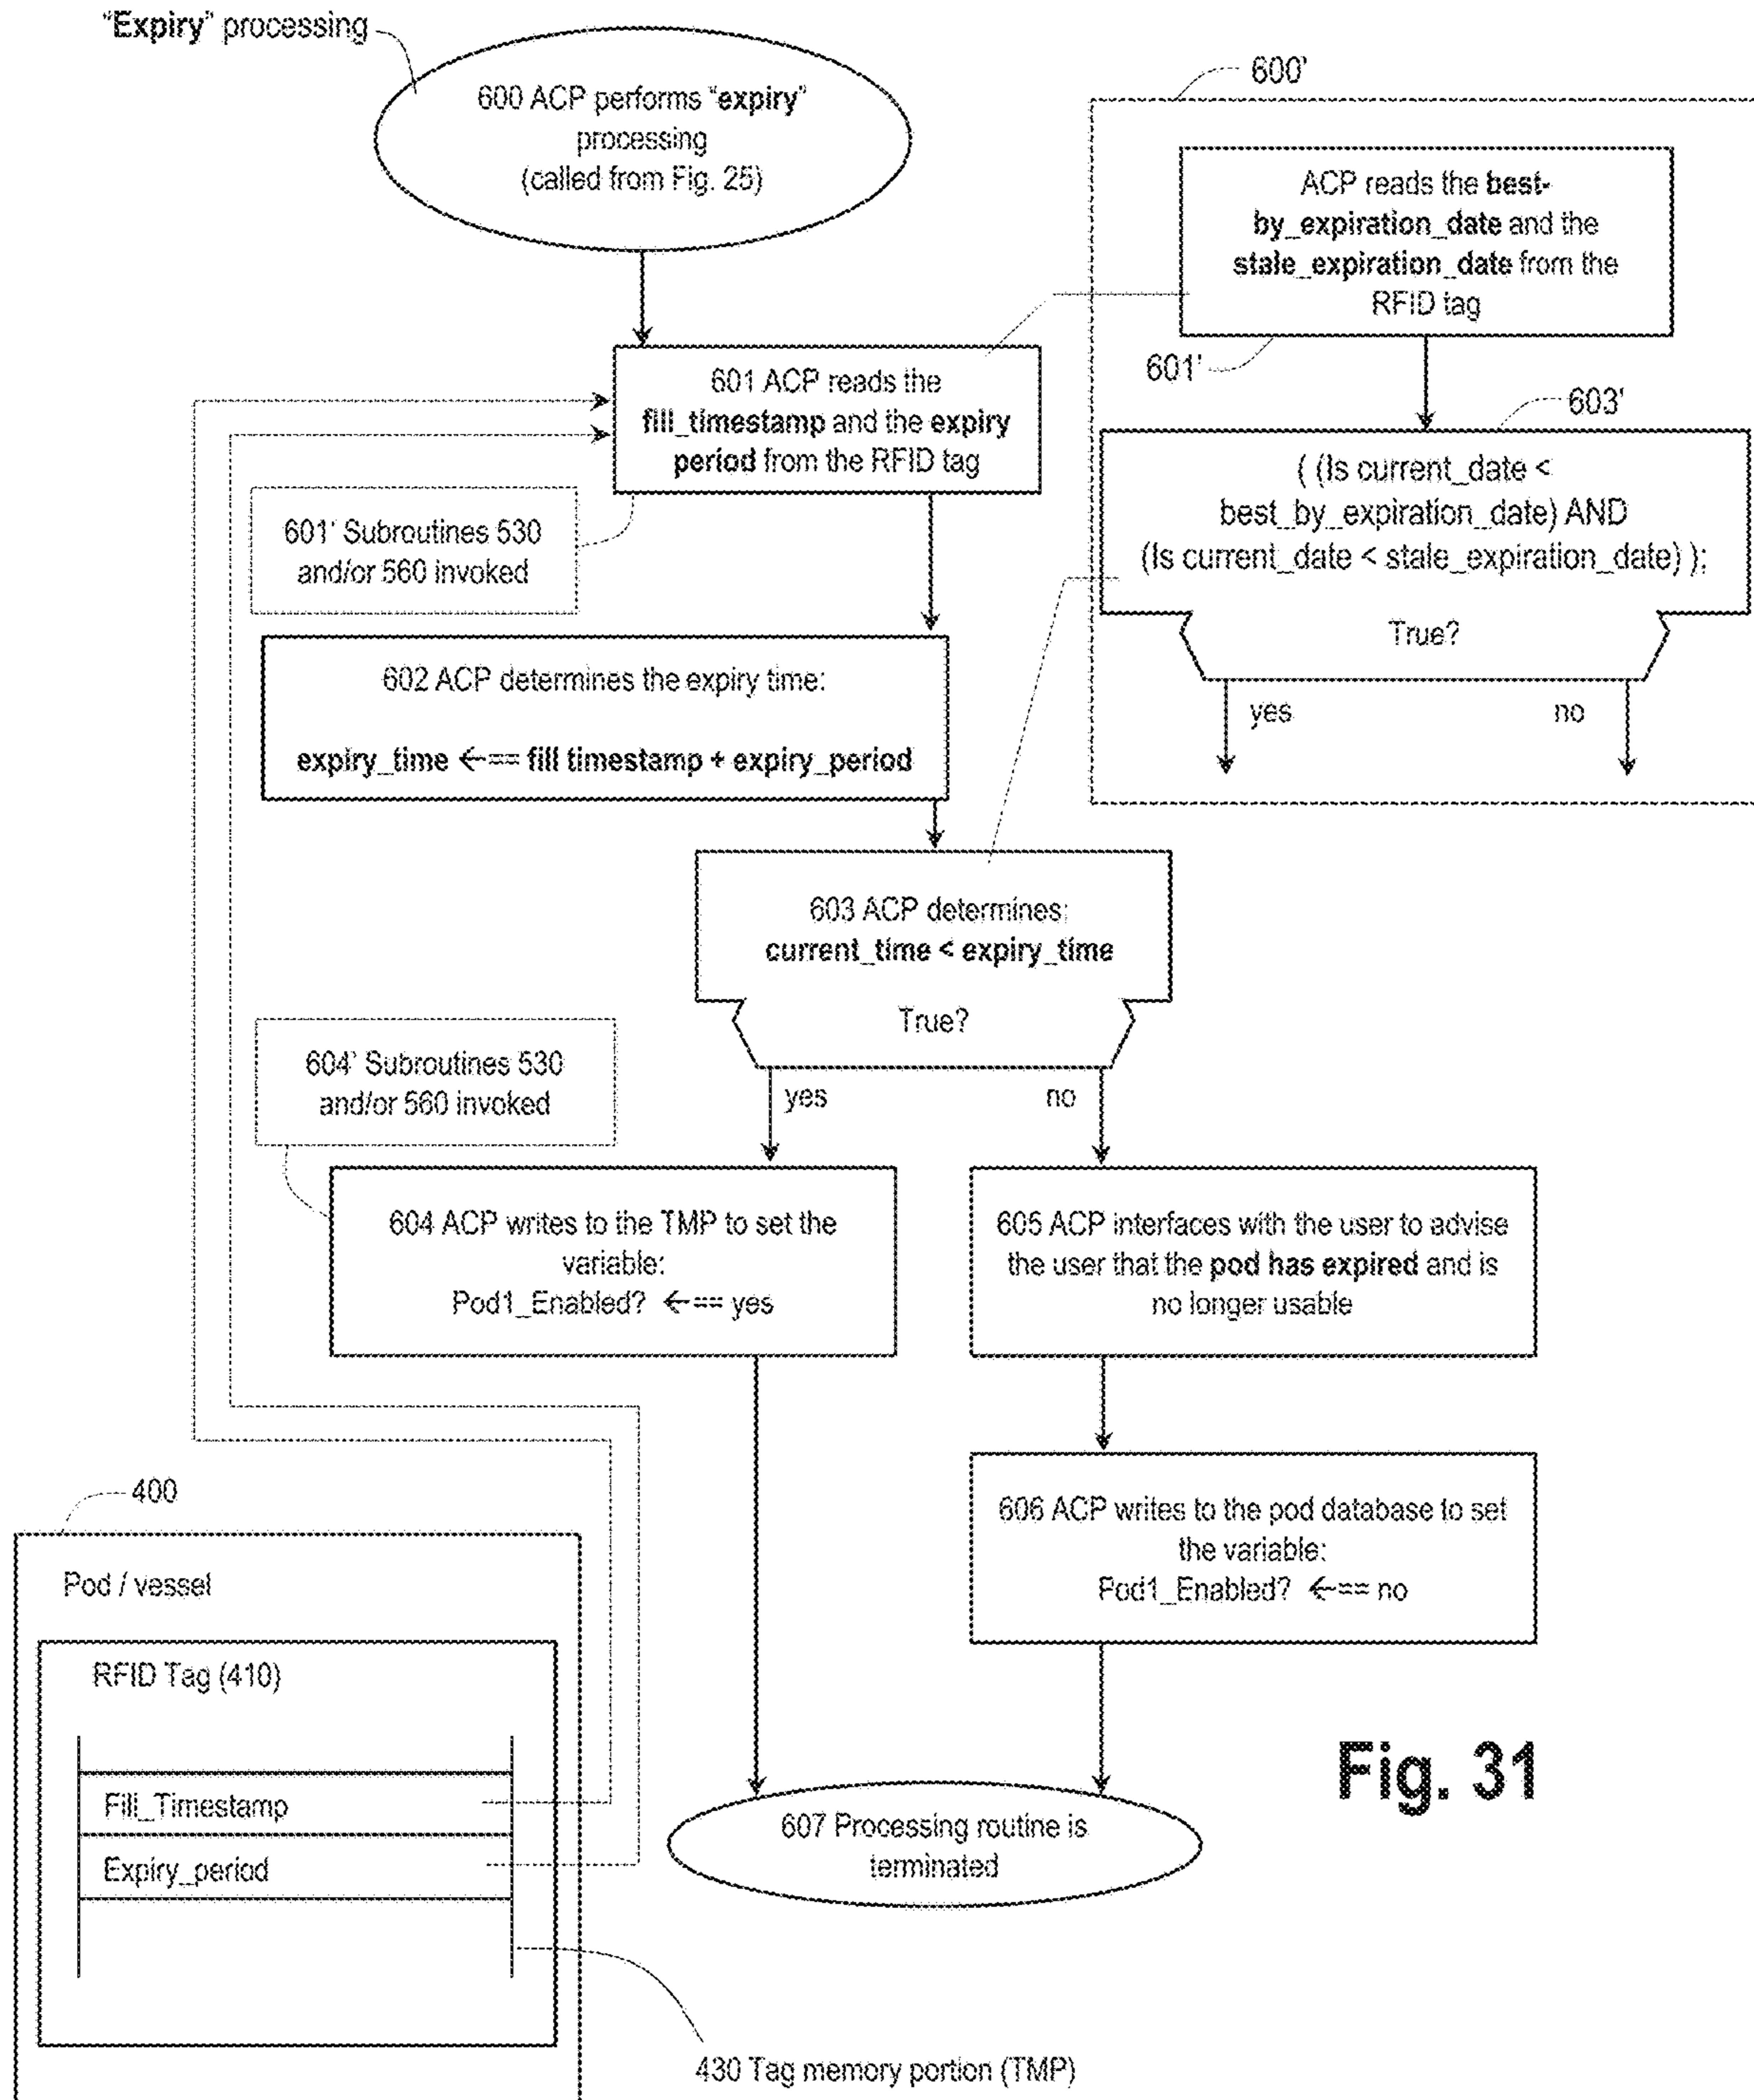 "Expiry" processing
600 ACP performs "expiry"
processing
(called from Fig. 25)
600'
ACP reads the best-
by_expiration_date and the
stale_expiration_date from the
RFID tag
601'
603'
( (Is current_date <
best_by_expiration_date) AND
(Is current_date < stale_expiration_date) );
True?
yes
no
601 ACP reads the
fill_timestamp and the expiry
period from the RFID tag
601' Subroutines 530
and/or 560 invoked
602 ACP determines the expiry time:
expiry_time <-== fill timestamp + expiry_period
603 ACP determines:
current_time < expiry_time
True?
yes
no
604' Subroutines 530
and/or 560 invoked
604 ACP writes to the TMP to set the
variable:
Pod1_Enabled? <-== yes
605 ACP interfaces with the user to advise
the user that the pod has expired and is
no longer usable
606 ACP writes to the pod database to set
the variable:
Pod1_Enabled? <-== no
400
Pod / vessel
RFID Tag (410)
Fill_Timestamp
Expiry_period
607 Processing routine is
terminated
Fig. 31
430 Tag memory portion (TMP)